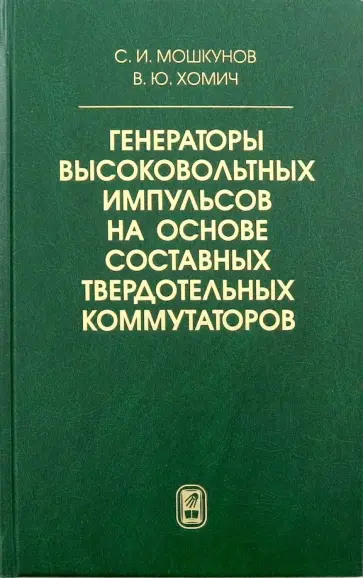 С. И. МОШКУНОВ
В. Ю. ХОМИЧ
ГЕНЕРАТОРЫ
ВЫСОКОВОЛЬТНЫХ
ИМПУЛЬСОВ
НА ОСНОВЕ
СОСТАВНЫХ
ТВЕРДОТЕЛЬНЫХ
КОММУТАТОРОВ